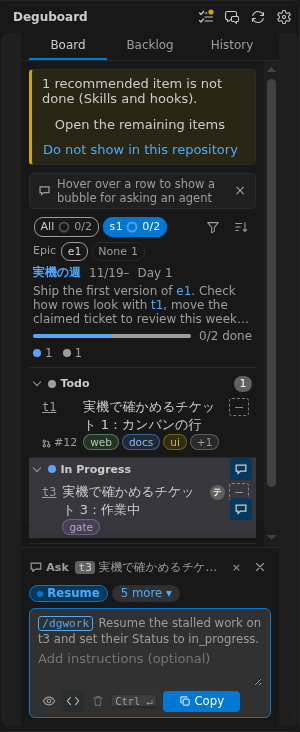 Deguboard
Board Backlog History
1 recommended item is not
done (Skills and hooks).
Open the remaining items
Do not show in this repository
Hover over a row to show a
bubble for asking an agent
All 0/2 s1 0/2
Epic e1 None 1
実機の週 11/19– Day 1
Ship the first version of e1. Check
how rows look with t1, move the
claimed ticket to review this week…
0/2 done
1 1
Todo 1
t1 実機で確かめるチケッ
ト 1：カンバンの行
#12 web docs ui +1
In Progress
t3 実機で確かめるチケッ テ
ト 3：作業中
gate
Ask t3 実機で確かめるチケ…
Resume 5 more
/dgwork Resume the stalled work on
t3 and set their Status to in_progress.
Add instructions (optional)
Ctrl ↵ Copy